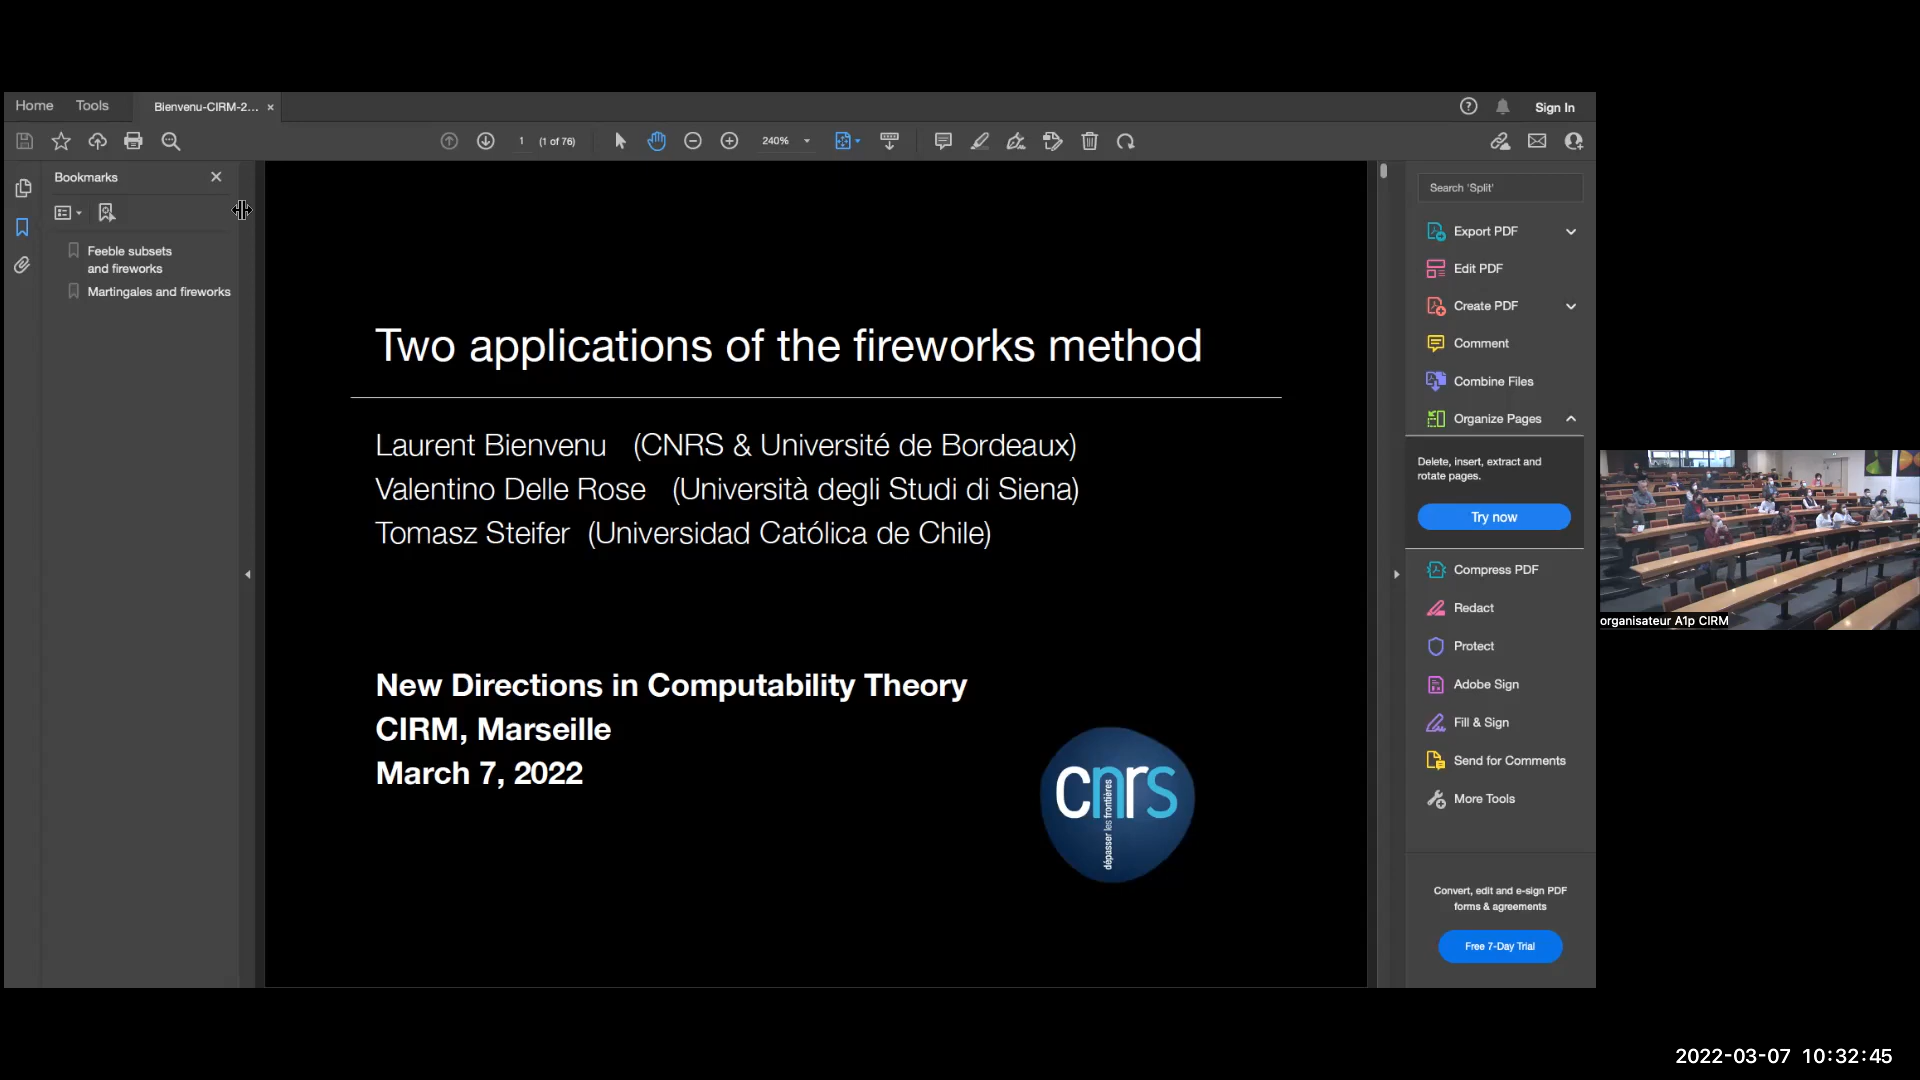 Home Tools Bienvenu-CIRM-2... ×
Sign In
1 (1 of 76) 240%
Bookmarks
Feeble subsets
and fireworks
Martingales and fireworks
Two applications of the fireworks method
Laurent Bienvenu (CNRS & Université de Bordeaux)
Valentino Delle Rose (Università degli Studi di Siena)
Tomasz Steifer (Universidad Católica de Chile)
New Directions in Computability Theory
CIRM, Marseille
March 7, 2022
cnrs
dépasser les frontières
Search 'Split'
Export PDF
Edit PDF
Create PDF
Comment
Combine Files
Organize Pages
Delete, insert, extract and
rotate pages.
Try now
Compress PDF
Redact
Protect
Adobe Sign
Fill & Sign
Send for Comments
More Tools
Convert, edit and e-sign PDF
forms & agreements
Free 7-Day Trial
organisateur A1p CIRM
2022-03-07 10:32:45